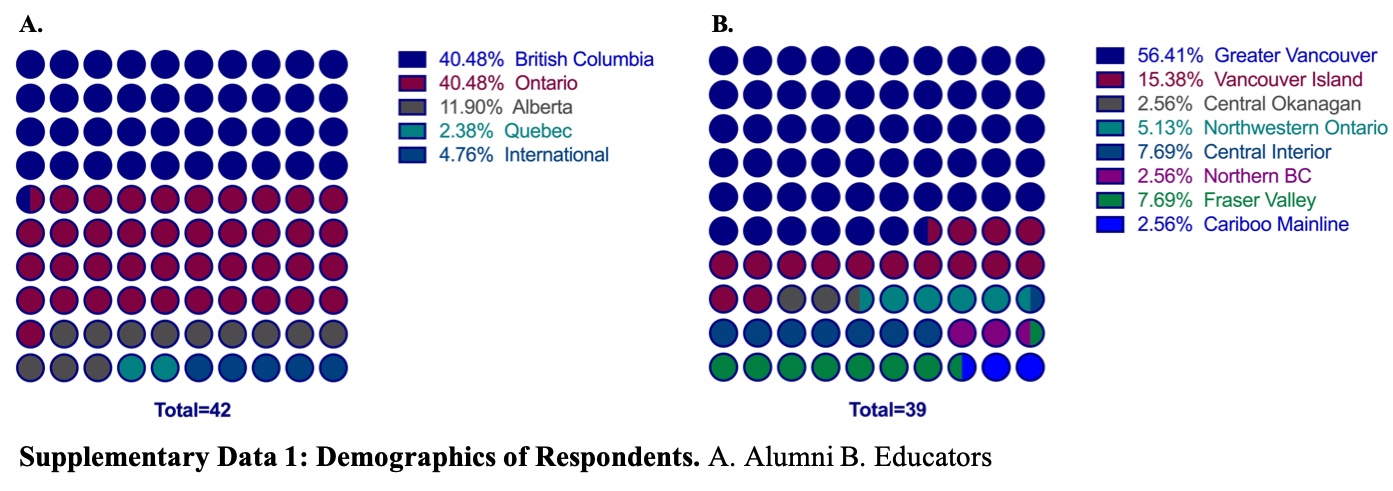 A.
40.48% British Columbia
40.48% Ontario
11.90% Alberta
2.38% Quebec
4.76% International
Total=42
B.
56.41% Greater Vancouver
15.38% Vancouver Island
2.56% Central Okanagan
5.13% Northwestern Ontario
7.69% Central Interior
2.56% Northern BC
7.69% Fraser Valley
2.56% Cariboo Mainline
Total=39
Supplementary Data 1: Demographics of Respondents. A. Alumni B. Educators